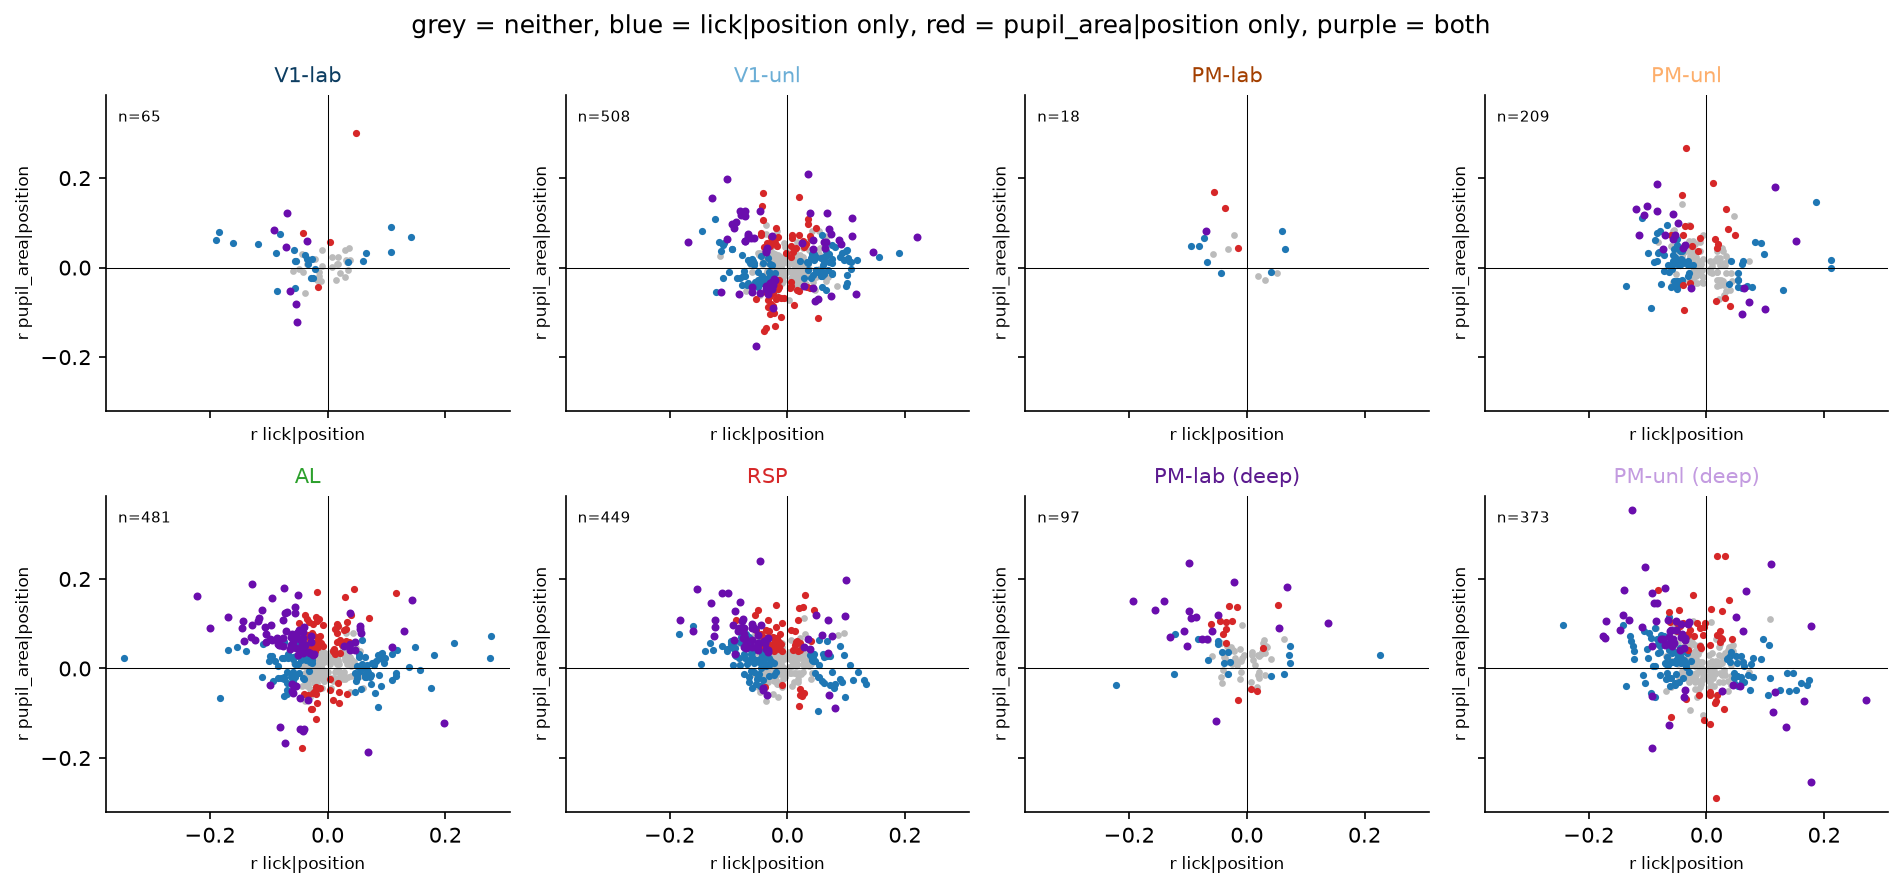 grey = neither, blue = lick|position only, red = pupil_area|position only, purple = both
V1-lab
n=65
0.2
0.0
−0.2
r pupil_area|position
r lick|position
V1-unl
n=508
r pupil_area|position
r lick|position
PM-lab
n=18
r pupil_area|position
r lick|position
PM-unl
n=209
r pupil_area|position
r lick|position
AL
n=481
0.2
0.0
−0.2
r pupil_area|position
−0.2 0.0 0.2
r lick|position
RSP
n=449
r pupil_area|position
−0.2 0.0 0.2
r lick|position
PM-lab (deep)
n=97
r pupil_area|position
−0.2 0.0 0.2
r lick|position
PM-unl (deep)
n=373
r pupil_area|position
−0.2 0.0 0.2
r lick|position